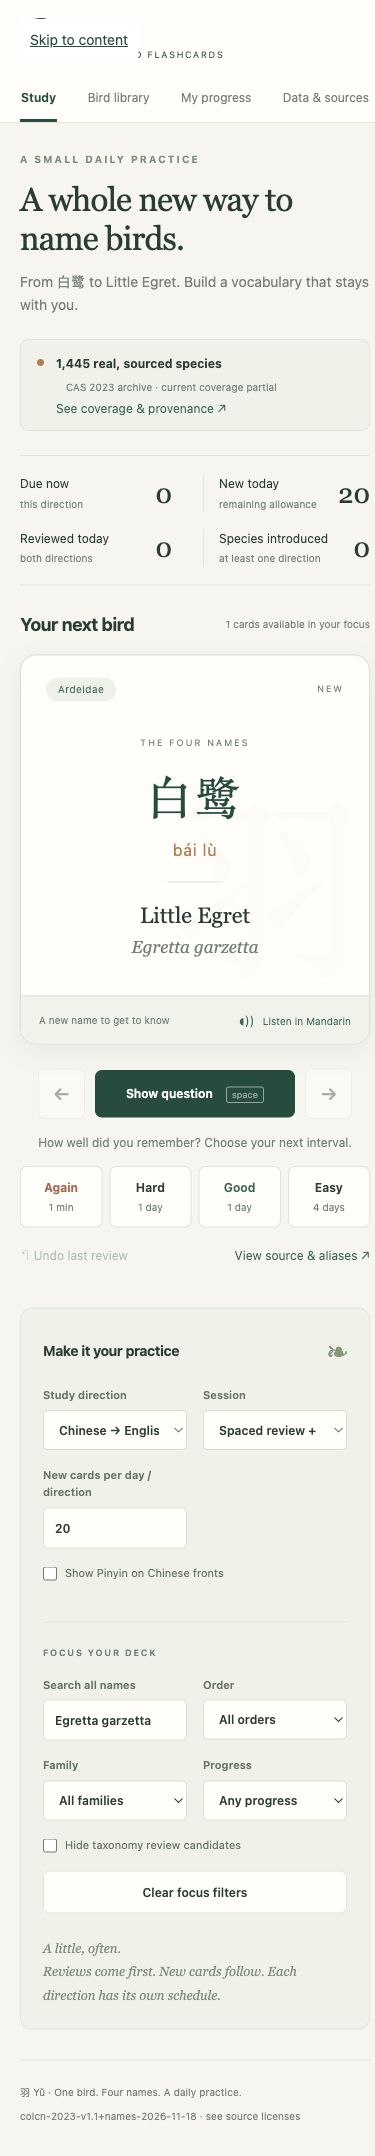 Skip to content
FLASHCARDS
Study Bird library My progress Data & sources
A SMALL DAILY PRACTICE
A whole new way to
name birds.
From 白鹭 to Little Egret. Build a vocabulary that stays
with you.
1,445 real, sourced species
CAS 2023 archive · current coverage partial
See coverage & provenance ↗
Due now 0 New today 20
this direction remaining allowance
Reviewed today 0 Species introduced 0
both directions at least one direction
Your next bird 1 cards available in your focus
Ardeidae NEW
THE FOUR NAMES
白鹭
羽
bái lù
Little Egret
Egretta garzetta
A new name to get to know Listen in Mandarin
← Show question space →
How well did you remember? Choose your next interval.
Again Hard Good Easy
1 min 1 day 1 day 4 days
Undo last review View source & aliases ↗
Make it your practice ❧
Study direction Session
Chinese → Englis Spaced review +
New cards per day /
direction
20
Show Pinyin on Chinese fronts
FOCUS YOUR DECK
Search all names Order
Egretta garzetta All orders
Family Progress
All families Any progress
Hide taxonomy review candidates
Clear focus filters
A little, often.
Reviews come first. New cards follow. Each
direction has its own schedule.
羽 Yǔ · One bird. Four names. A daily practice.
colcn-2023-v1.1+names-2026-11-18 · see source licenses